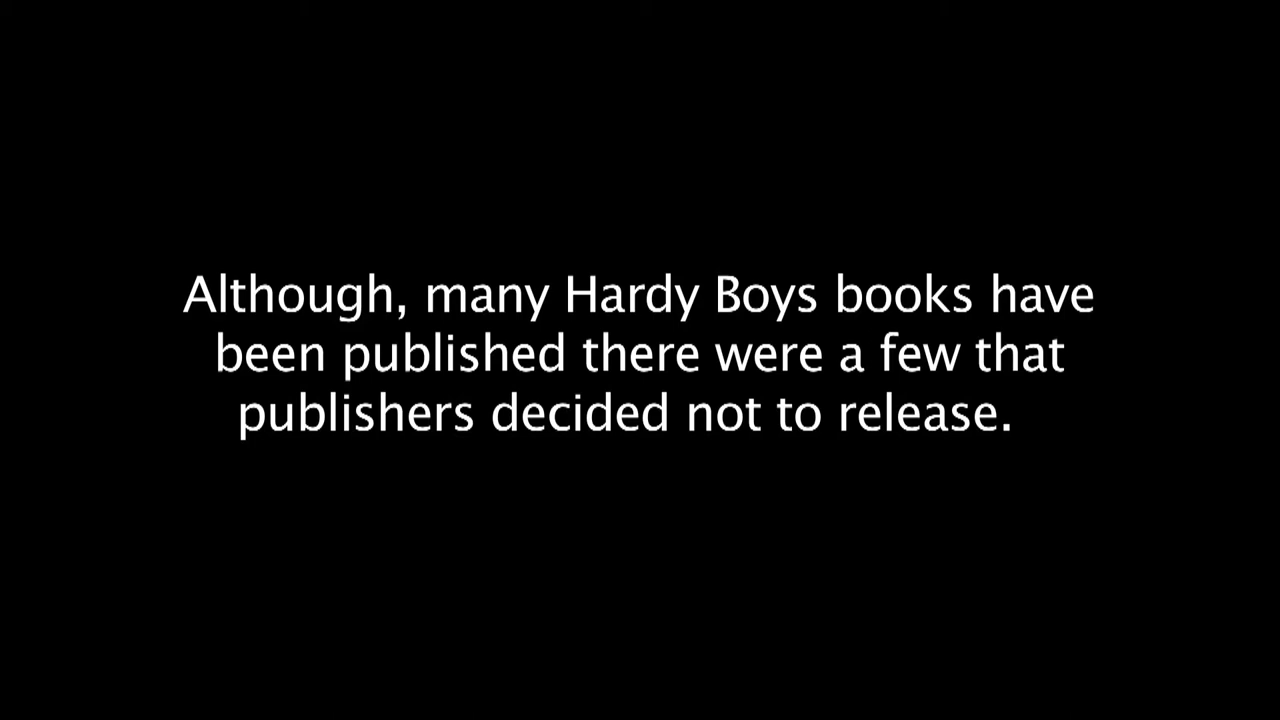 Although, many Hardy Boys books have
been published there were a few that
publishers decided not to release.